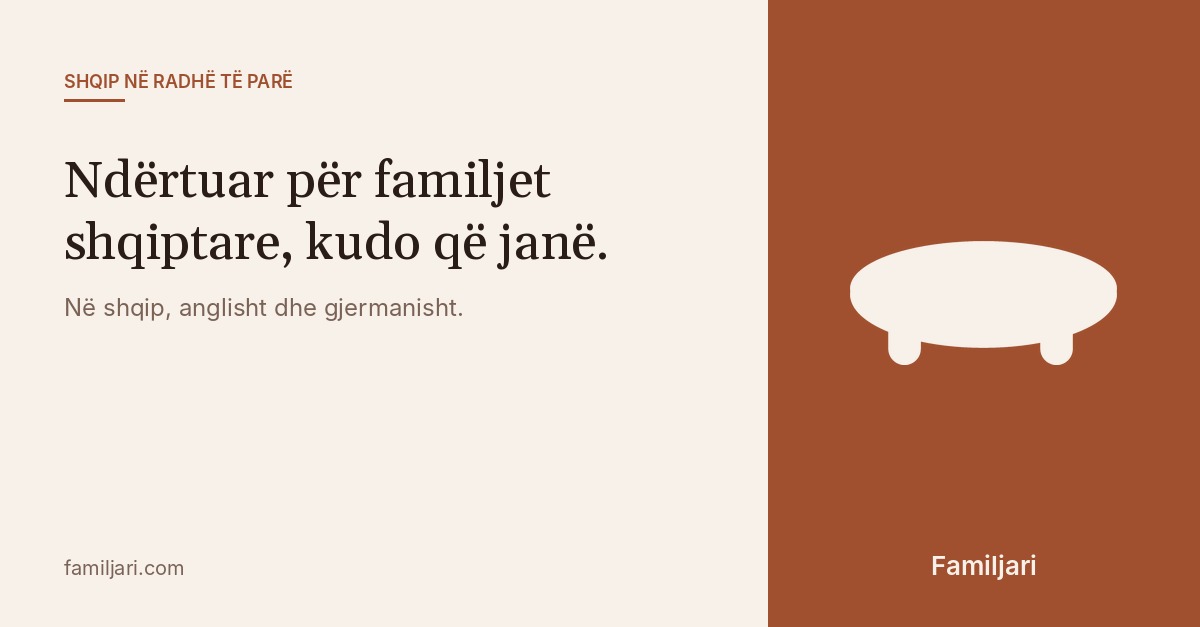 SHQIP NË RADHË TË PARË
Ndërtuar për familjet
shqiptare, kudo që janë.
Në shqip, anglisht dhe gjermanisht.
familjari.com
Familjari